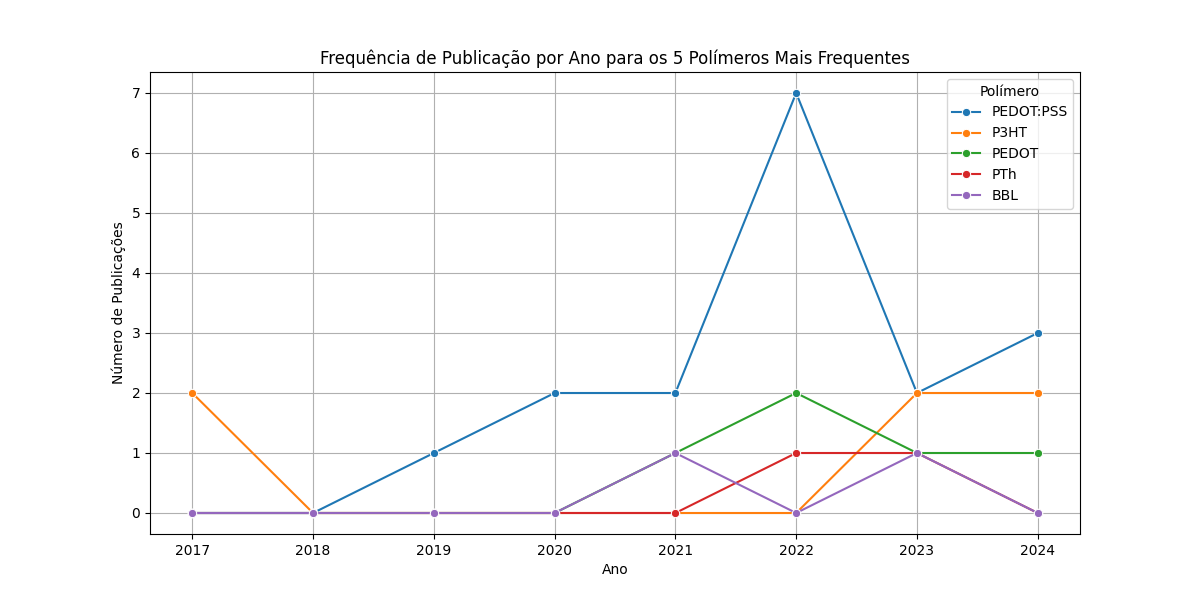 Frequência de Publicação por Ano para os 5 Polímeros Mais Frequentes
Número de Publicações
7
6
5
4
3
2
1
0
2017 2018 2019 2020 2021 2022 2023 2024
Ano
Polímero
PEDOT:PSS
P3HT
PEDOT
PTh
BBL